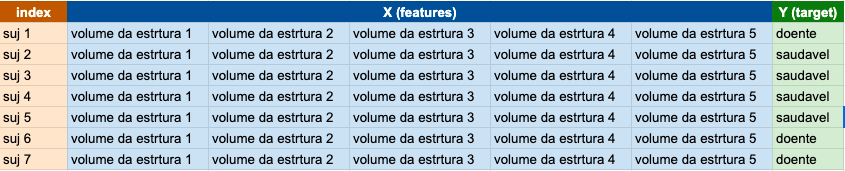 index X (features) Y (target)
suj 1 volume da estrtura 1 volume da estrtura 2 volume da estrtura 3 volume da estrtura 4 volume da estrtura 5 doente
suj 2 volume da estrtura 1 volume da estrtura 2 volume da estrtura 3 volume da estrtura 4 volume da estrtura 5 saudavel
suj 3 volume da estrtura 1 volume da estrtura 2 volume da estrtura 3 volume da estrtura 4 volume da estrtura 5 saudavel
suj 4 volume da estrtura 1 volume da estrtura 2 volume da estrtura 3 volume da estrtura 4 volume da estrtura 5 saudavel
suj 5 volume da estrtura 1 volume da estrtura 2 volume da estrtura 3 volume da estrtura 4 volume da estrtura 5 saudavel
suj 6 volume da estrtura 1 volume da estrtura 2 volume da estrtura 3 volume da estrtura 4 volume da estrtura 5 doente
suj 7 volume da estrtura 1 volume da estrtura 2 volume da estrtura 3 volume da estrtura 4 volume da estrtura 5 doente